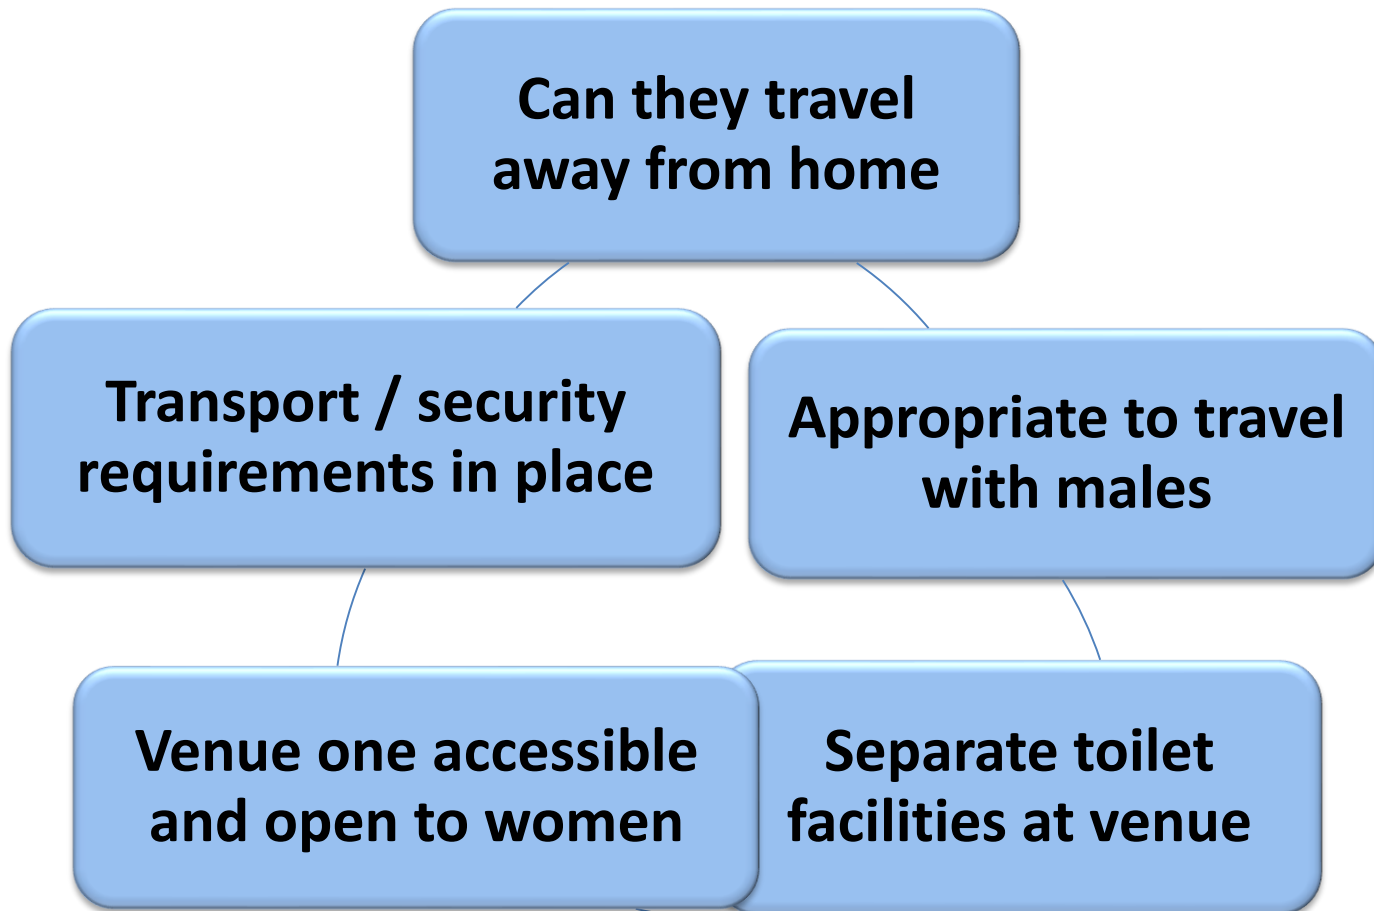 Can they travel
away from home
Transport / security
requirements in place
Appropriate to travel
with males
Venue one accessible
and open to women
Separate toilet
facilities at venue